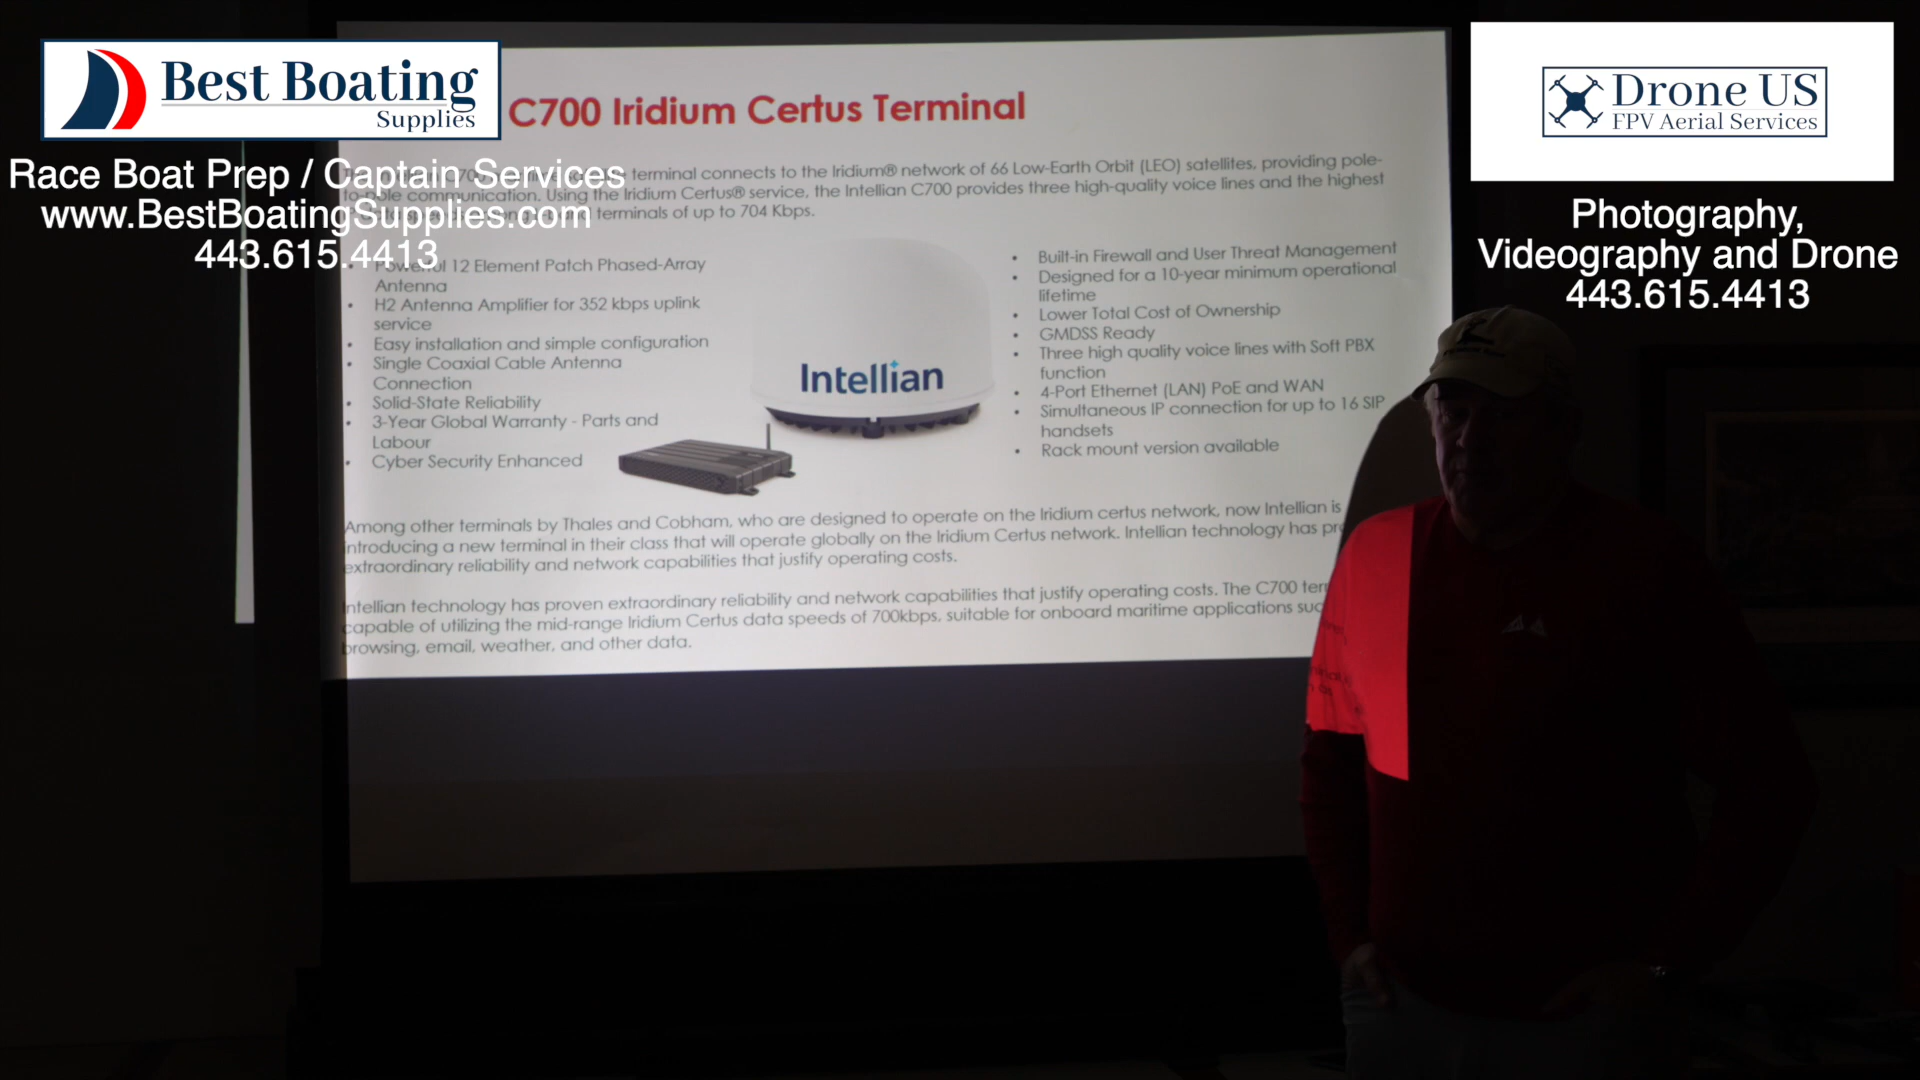 Best Boating
Supplies
Race Boat Prep / Captain Services
www.BestBoatingSupplies.com
443.615.4413
Drone US
FPV Aerial Services
Photography,
Videography and Drone
443.615.4413
C700 Iridium Certus Terminal
terminal connects to the Iridium® network of 66 Low-Earth Orbit (LEO) satellites, providing pole-
to-pole communication. Using the Iridium Certus® service, the Intellian C700 provides three high-quality voice lines and the highest
terminals of up to 704 Kbps.
• Powerful 12 Element Patch Phased-Array
Antenna
• H2 Antenna Amplifier for 352 kbps uplink
service
• Easy installation and simple configuration
• Single Coaxial Cable Antenna
Connection
• Solid-State Reliability
• 3-Year Global Warranty - Parts and
Labour
• Cyber Security Enhanced
Intellian
• Built-in Firewall and User Threat Management
• Designed for a 10-year minimum operational
lifetime
• Lower Total Cost of Ownership
• GMDSS Ready
• Three high quality voice lines with Soft PBX
function
• 4-Port Ethernet (LAN) PoE and WAN
• Simultaneous IP connection for up to 16 SIP
handsets
• Rack mount version available
Among other terminals by Thales and Cobham, who are designed to operate on the Iridium certus network, now Intellian is
introducing a new terminal in their class that will operate globally on the Iridium Certus network. Intellian technology has
extraordinary reliability and network capabilities that justify operating costs.
Intellian technology has proven extraordinary reliability and network capabilities that justify operating costs. The C700
capable of utilizing the mid-range Iridium Certus data speeds of 700kbps, suitable for onboard maritime applications
browsing, email, weather, and other data.